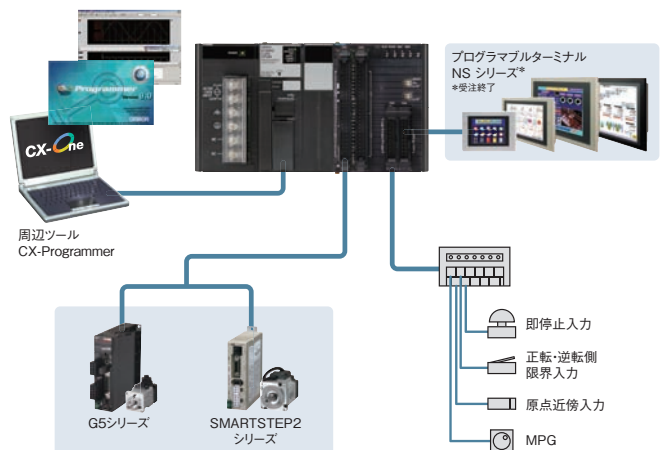 プログラマブルターミナル
NS シリーズ*
*受注終了
Programmer
CX-One
周辺ツール
CX-Programmer
即停止入力
正転・逆転側
限界入力
原点近傍入力
MPG
G5シリーズ
SMARTSTEP2
シリーズ